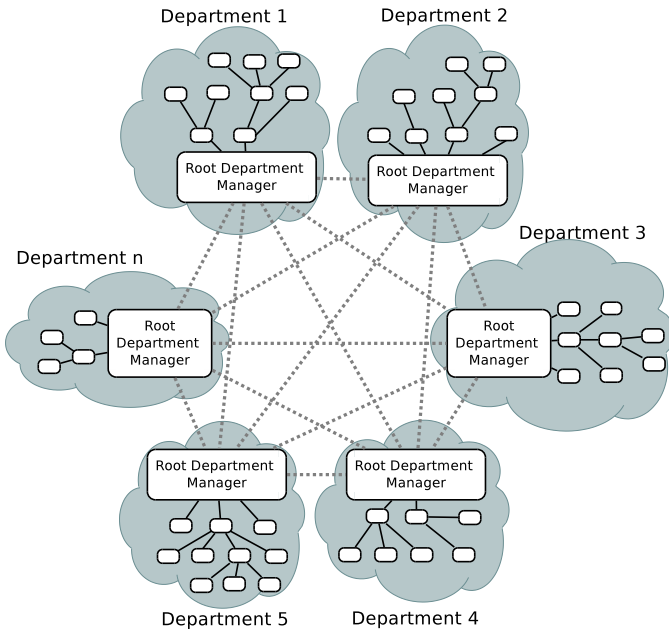 Department 1
Department 2
Root Department
Manager
Root Department
Manager
Department 3
Department n
Root
Department
Manager
Root
Department
Manager
Root Department
Manager
Root Department
Manager
Department 5
Department 4